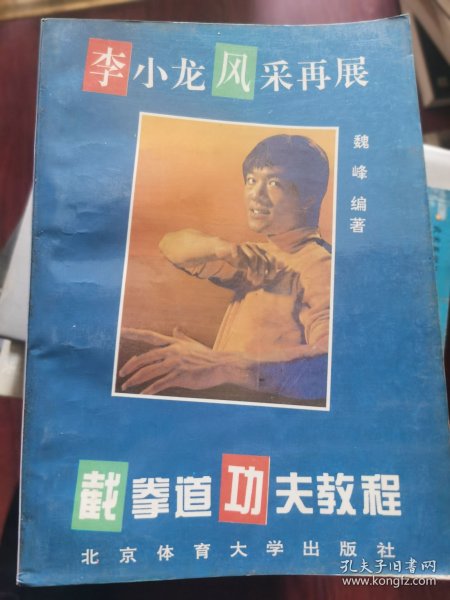 李小龙风采再展
魏峰编著
截拳道功夫教程
北京体育大学出版社
孔夫子旧书网
www.kongfz.com